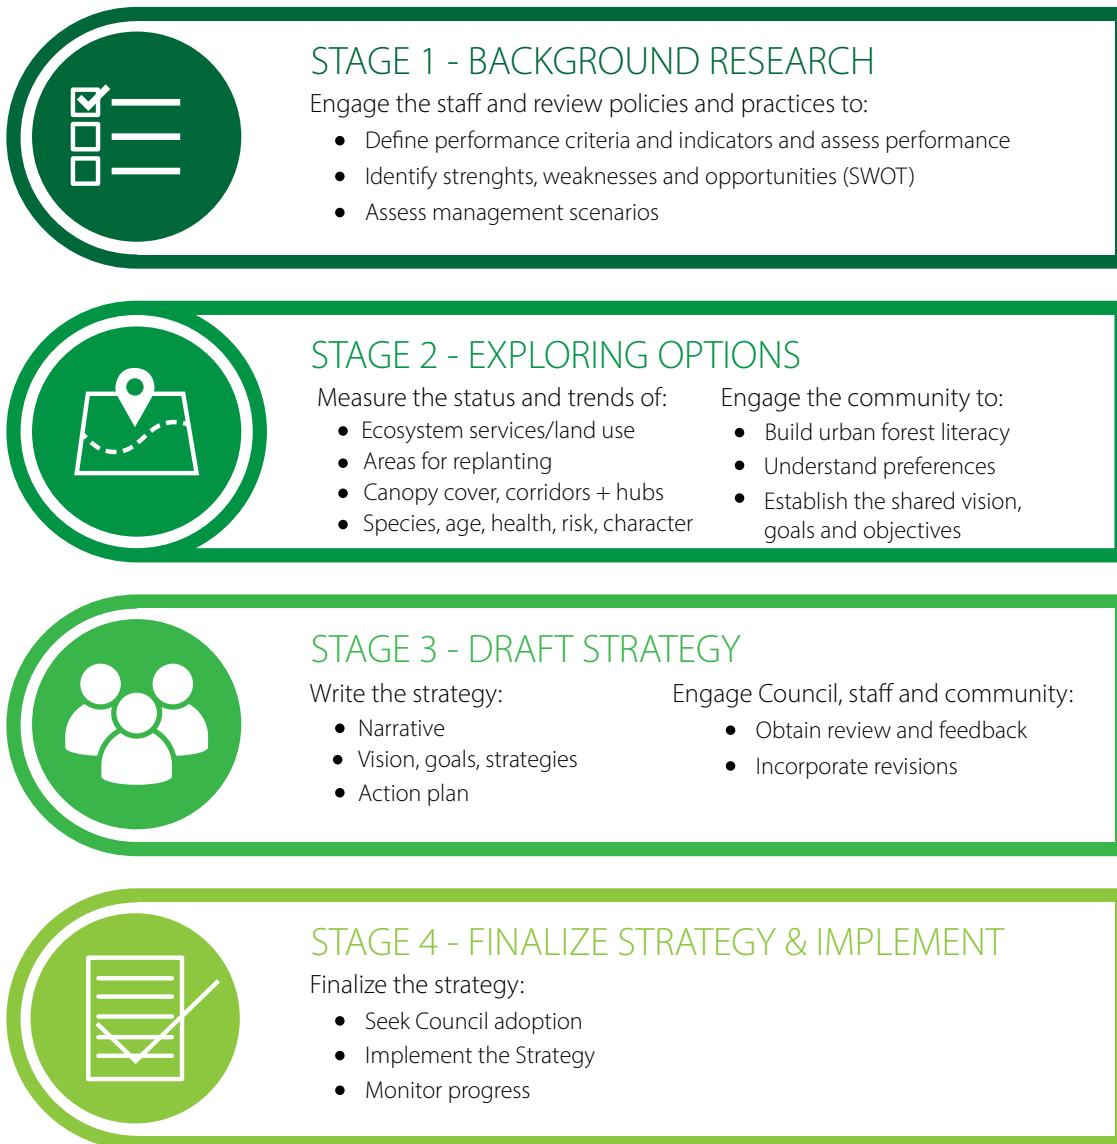 STAGE 1 - BACKGROUND RESEARCH
Engage the staff and review policies and practices to:
• Define performance criteria and indicators and assess performance
• Identify strenghts, weaknesses and opportunities (SWOT)
• Assess management scenarios
STAGE 2 - EXPLORING OPTIONS
Measure the status and trends of:
• Ecosystem services/land use
• Areas for replanting
• Canopy cover, corridors + hubs
• Species, age, health, risk, character
Engage the community to:
• Build urban forest literacy
• Understand preferences
• Establish the shared vision,
goals and objectives
STAGE 3 - DRAFT STRATEGY
Write the strategy:
• Narrative
• Vision, goals, strategies
• Action plan
Engage Council, staff and community:
• Obtain review and feedback
• Incorporate revisions
STAGE 4 - FINALIZE STRATEGY & IMPLEMENT
Finalize the strategy:
• Seek Council adoption
• Implement the Strategy
• Monitor progress